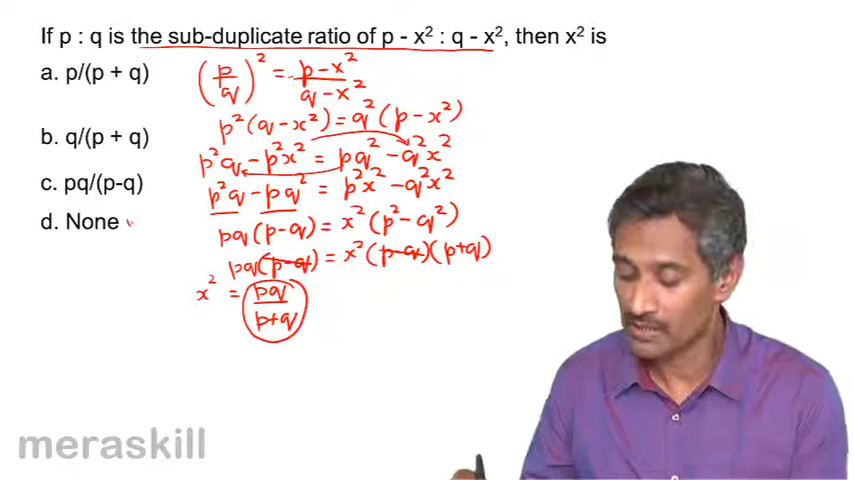 If p : q is the sub-duplicate ratio of p - x² : q - x², then x² is
a. p/(p + q)
(p/q)² = p-x²/q-x²
p²(q-x²) = q²(p-x²)
b. q/(p + q)
p²q - p²x² = pq² - q²x²
c. pq/(p-q)
p²q - pq² = p²x² - q²x²
d. None
pq(p-q) = x²(p²-q²)
pq(p-q) = x²(p-q)(p+q)
x² = pq/p+q
meraskill